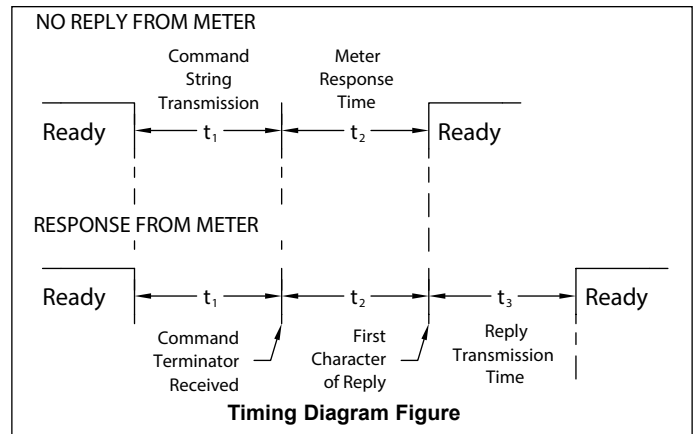 NO REPLY FROM METER
Command
String
Transmission
Meter
Response
Time
Ready
t₁
t₂
Ready
RESPONSE FROM METER
Ready
t₁
t₂
t₃
Ready
Command
Terminator
Received
First
Character
of Reply
Reply
Transmission
Time
Timing Diagram Figure